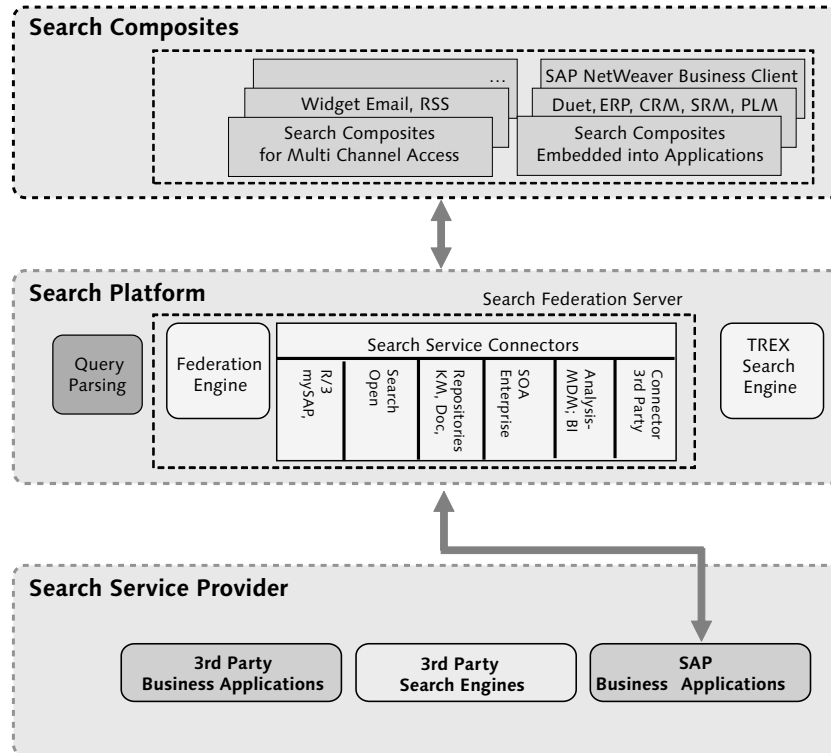 Search Composites
…
Widget Email, RSS
Search Composites
for Multi Channel Access
SAP NetWeaver Business Client
Duet, ERP, CRM, SRM, PLM
Search Composites
Embedded into Applications
Search Platform
Search Federation Server
Query
Parsing
Federation
Engine
Search Service Connectors
R/3
mySAP,
Search
Open
Repositories
KM, Doc,
SOA
Enterprise
Analysis-
MDM; BI
Connector
3rd Party
TREX
Search
Engine
Search Service Provider
3rd Party
Business Applications
3rd Party
Search Engines
SAP
Business Applications